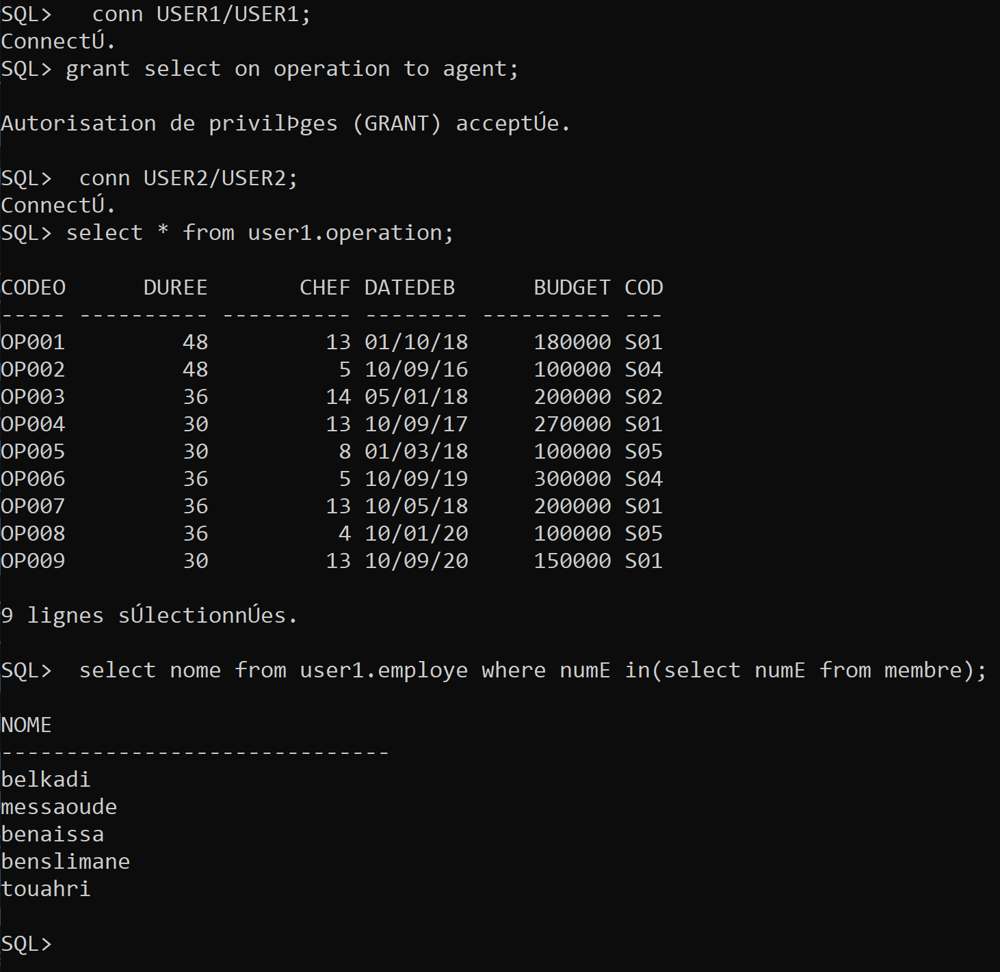 SQL>   conn USER1/USER1;
ConnectÚ.
SQL> grant select on operation to agent;
Autorisation de privilÞges (GRANT) acceptÚe.
SQL>  conn USER2/USER2;
ConnectÚ.
SQL> select * from user1.operation;
CODEO      DUREE       CHEF DATEDEB      BUDGET COD
----- ---------- ---------- -------- ---------- ---
OP001         48         13 01/10/18     180000 S01
OP002         48          5 10/09/16     100000 S04
OP003         36         14 05/01/18     200000 S02
OP004         30         13 10/09/17     270000 S01
OP005         30          8 01/03/18     100000 S05
OP006         36          5 10/09/19     300000 S04
OP007         36         13 10/05/18     200000 S01
OP008         36          4 10/01/20     100000 S05
OP009         30         13 10/09/20     150000 S01
9 lignes sÚlectionnÚes.
SQL>  select nome from user1.employe where numE in(select numE from membre);
NOME
------------------------------
belkadi
messaoude
benaissa
benslimane
touahri
SQL>